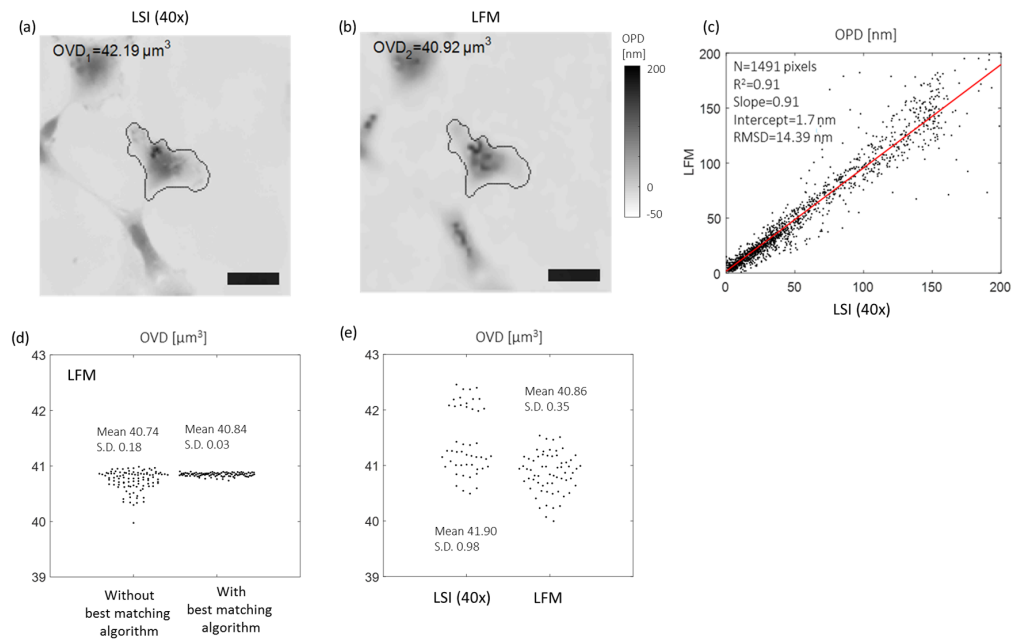 (a)
LSI (40x)
OVD1=42.19 µm³
(b)
LFM
OVD2=40.92 µm³
OPD
[nm]
200
0
-50
(c)
OPD [nm]
N=1491 pixels
R²=0.91
Slope=0.91
Intercept=1.7 nm
RMSD=14.39 nm
200
150
100
50
0
LFM
0
50
100
150
200
LSI (40x)
(d)
OVD [µm³]
LFM
43
42
41
40
39
Mean 40.74
S.D. 0.18
Mean 40.84
S.D. 0.03
Without
best matching
algorithm
With
best matching
algorithm
(e)
OVD [µm³]
43
42
41
40
39
Mean 40.86
S.D. 0.35
Mean 41.90
S.D. 0.98
LSI (40x)
LFM